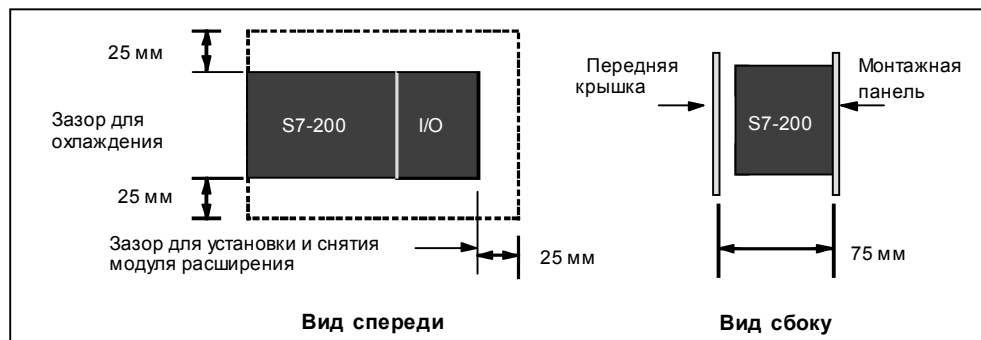 25 мм
Зазор для
охлаждения
25 мм
S7-200
I/O
Зазор для установки и снятия
модуля расширения
25 мм
Вид спереди
Передняя
крышка
S7-200
Монтажная
панель
75 мм
Вид сбоку